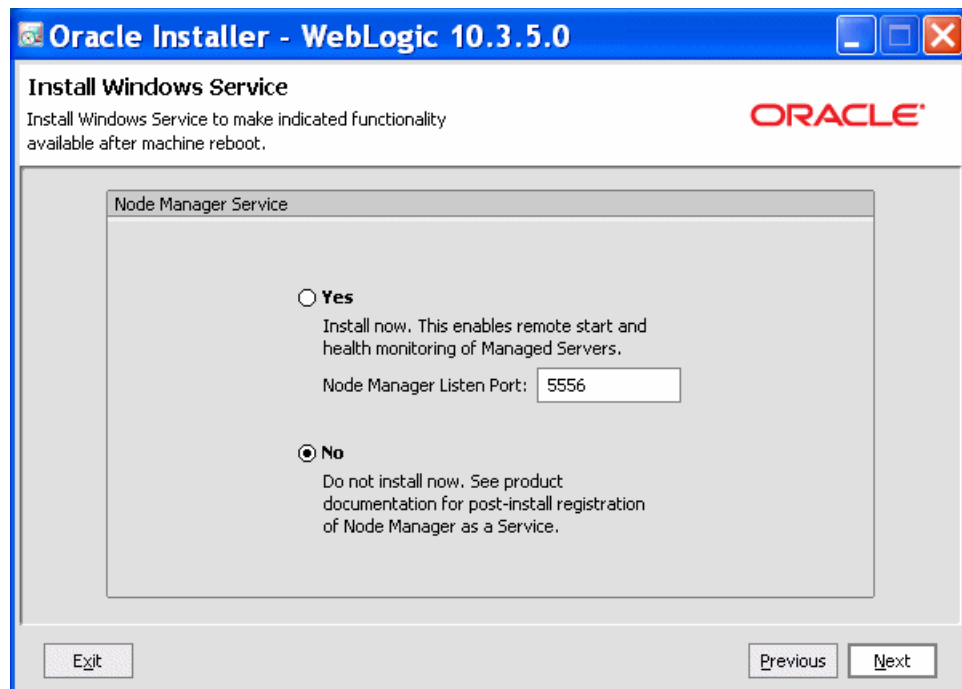 Oracle Installer - WebLogic 10.3.5.0
Install Windows Service
Install Windows Service to make indicated functionality
available after machine reboot.
ORACLE
Node Manager Service
Yes
Install now. This enables remote start and
health monitoring of Managed Servers.
Node Manager Listen Port: 5556
No
Do not install now. See product
documentation for post-install registration
of Node Manager as a Service.
Exit
Previous
Next